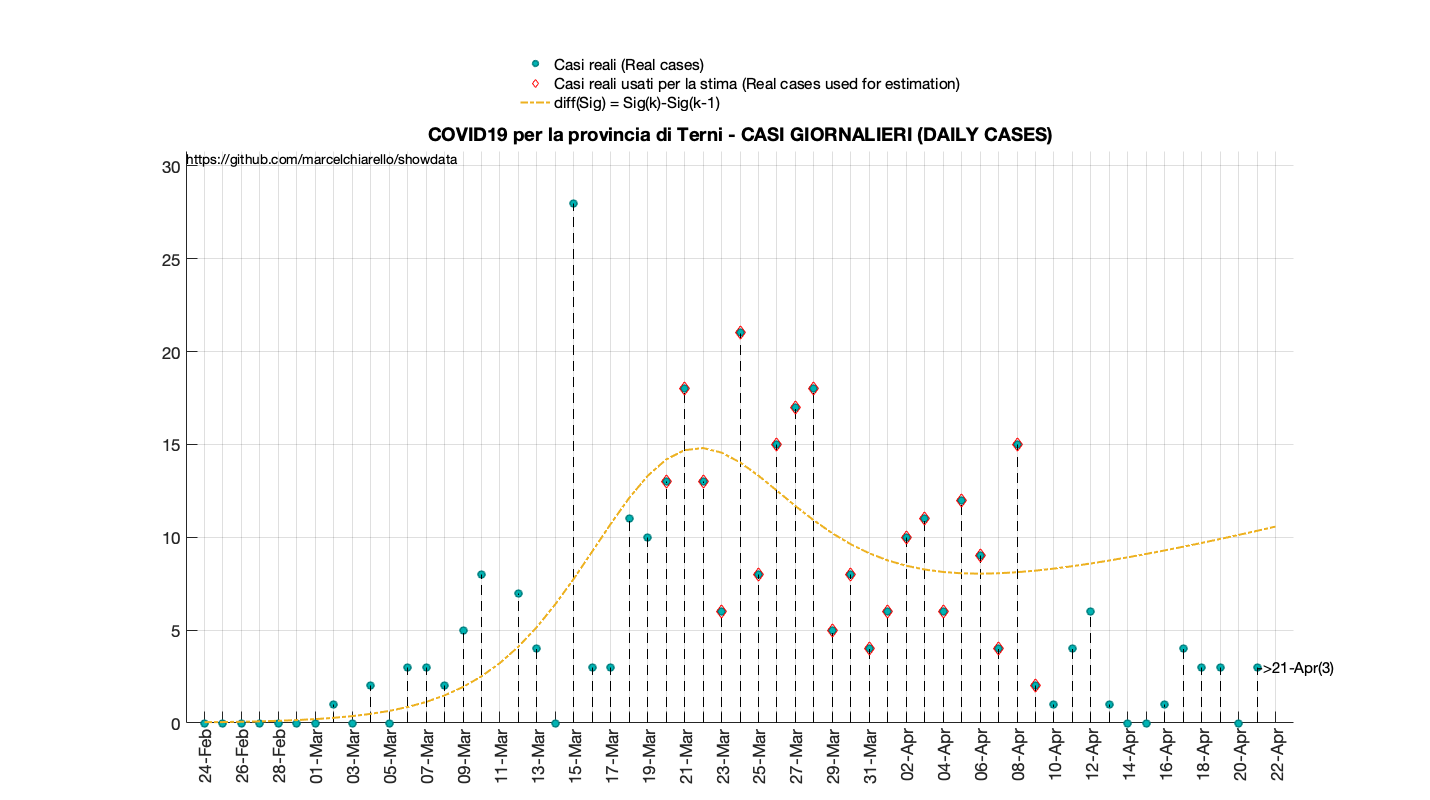 Casi reali (Real cases)
Casi reali usati per la stima (Real cases used for estimation)
diff(Sig) = Sig(k)-Sig(k-1)
COVID19 per la provincia di Terni - CASI GIORNALIERI (DAILY CASES)
https://github.com/marcelchiarello/showdata
30
25
20
15
10
5
0
->21-Apr(3)
24-Feb
26-Feb
28-Feb
01-Mar
03-Mar
05-Mar
07-Mar
09-Mar
11-Mar
13-Mar
15-Mar
17-Mar
19-Mar
21-Mar
23-Mar
25-Mar
27-Mar
29-Mar
31-Mar
02-Apr
04-Apr
06-Apr
08-Apr
10-Apr
12-Apr
14-Apr
16-Apr
18-Apr
20-Apr
22-Apr